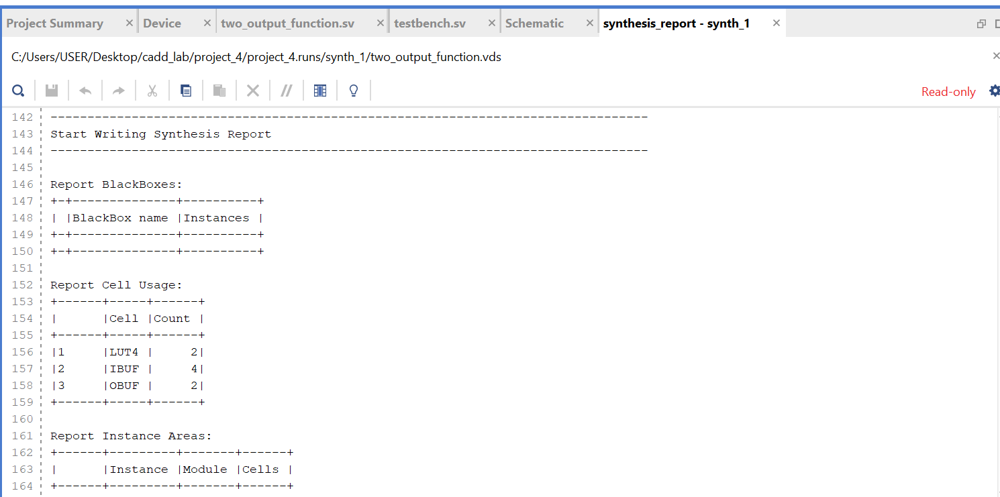 Project Summary × Device × two_output_function.sv × testbench.sv × Schematic × synthesis_report - synth_1 ×
C:/Users/USER/Desktop/cadd_lab/project_4/project_4.runs/synth_1/two_output_function.vds
Read-only
142 ---------------------------------------------------------------------------------
143 Start Writing Synthesis Report
144 ---------------------------------------------------------------------------------
145
146 Report BlackBoxes:
147 +-+--------------+----------+
148 | |BlackBox name |Instances |
149 +-+--------------+----------+
150 +-+--------------+----------+
151
152 Report Cell Usage:
153 +------+-----+------+
154 |      |Cell |Count |
155 +------+-----+------+
156 |1     |LUT4 |     2|
157 |2     |IBUF |     4|
158 |3     |OBUF |     2|
159 +------+-----+------+
160
161 Report Instance Areas:
162 +------+---------+-------+------+
163 |      |Instance |Module |Cells |
164 +------+---------+-------+------+